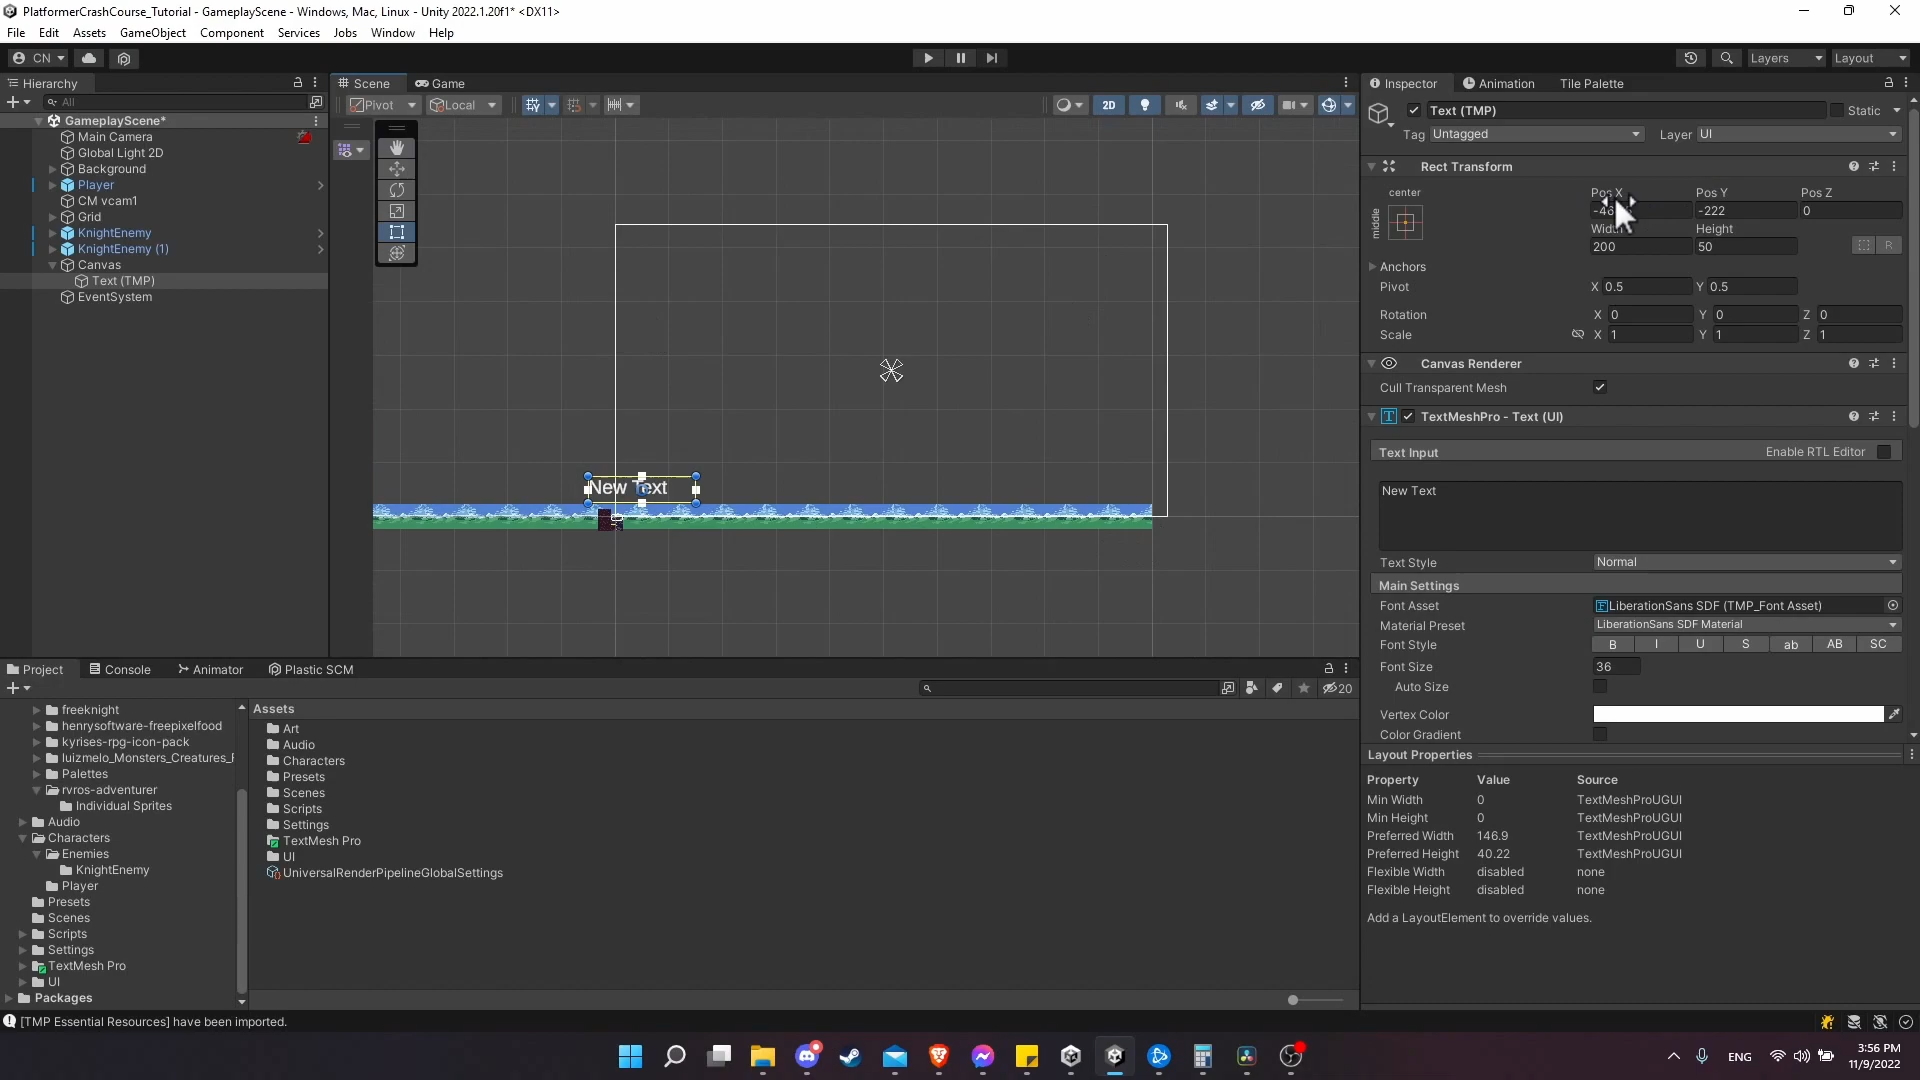 PlatformerCrashCourse_Tutorial - GameplayScene - Windows, Mac, Linux - Unity 2022.1.20f1* <DX11>
File Edit Assets GameObject Component Services Jobs Window Help
CN Layers Layout
Hierarchy
All
GameplayScene*
Main Camera
Global Light 2D
Background
Player
CM vcam1
Grid
KnightEnemy
KnightEnemy (1)
Canvas
Text (TMP)
EventSystem
Scene Game
Pivot Local 2D
New Text
Inspector Animation Tile Palette
Text (TMP) Static
Tag Untagged Layer UI
Rect Transform
center
middle
Pos X Pos Y Pos Z
-222 0
Width Height
200 50 R
Anchors
Pivot X 0.5 Y 0.5
Rotation X 0 Y 0 Z 0
Scale X 1 Y 1 Z 1
Canvas Renderer
Cull Transparent Mesh
TextMeshPro - Text (UI)
Text Input Enable RTL Editor
New Text
Text Style Normal
Main Settings
Font Asset LiberationSans SDF (TMP_Font Asset)
Material Preset LiberationSans SDF Material
Font Style B I U S ab AB SC
Font Size 36
Auto Size
Vertex Color
Color Gradient
Layout Properties
Property Value Source
Min Width 0 TextMeshProUGUI
Min Height 0 TextMeshProUGUI
Preferred Width 146.9 TextMeshProUGUI
Preferred Height 40.22 TextMeshProUGUI
Flexible Width disabled none
Flexible Height disabled none
Add a LayoutElement to override values.
Project Console Animator Plastic SCM
20
freeknight
henrysoftware-freepixelfood
kyrises-rpg-icon-pack
luizmelo_Monsters_Creatures_
Palettes
rvros-adventurer
Individual Sprites
Audio
Characters
Enemies
KnightEnemy
Player
Presets
Scenes
Scripts
Settings
TextMesh Pro
UI
Packages
Assets
Art
Audio
Characters
Presets
Scenes
Scripts
Settings
TextMesh Pro
UI
UniversalRenderPipelineGlobalSettings
[TMP Essential Resources] have been imported.
ENG
3:56 PM
11/9/2022